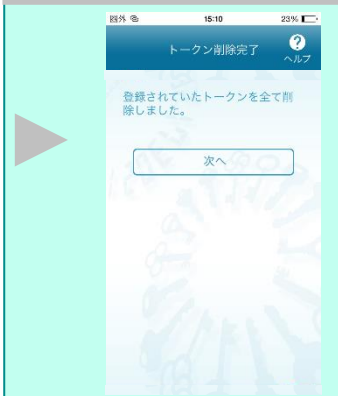 圏外 15:10 23%
トークン削除完了 ?
ヘルプ
登録されていたトークンを全て削
除しました。
次へ